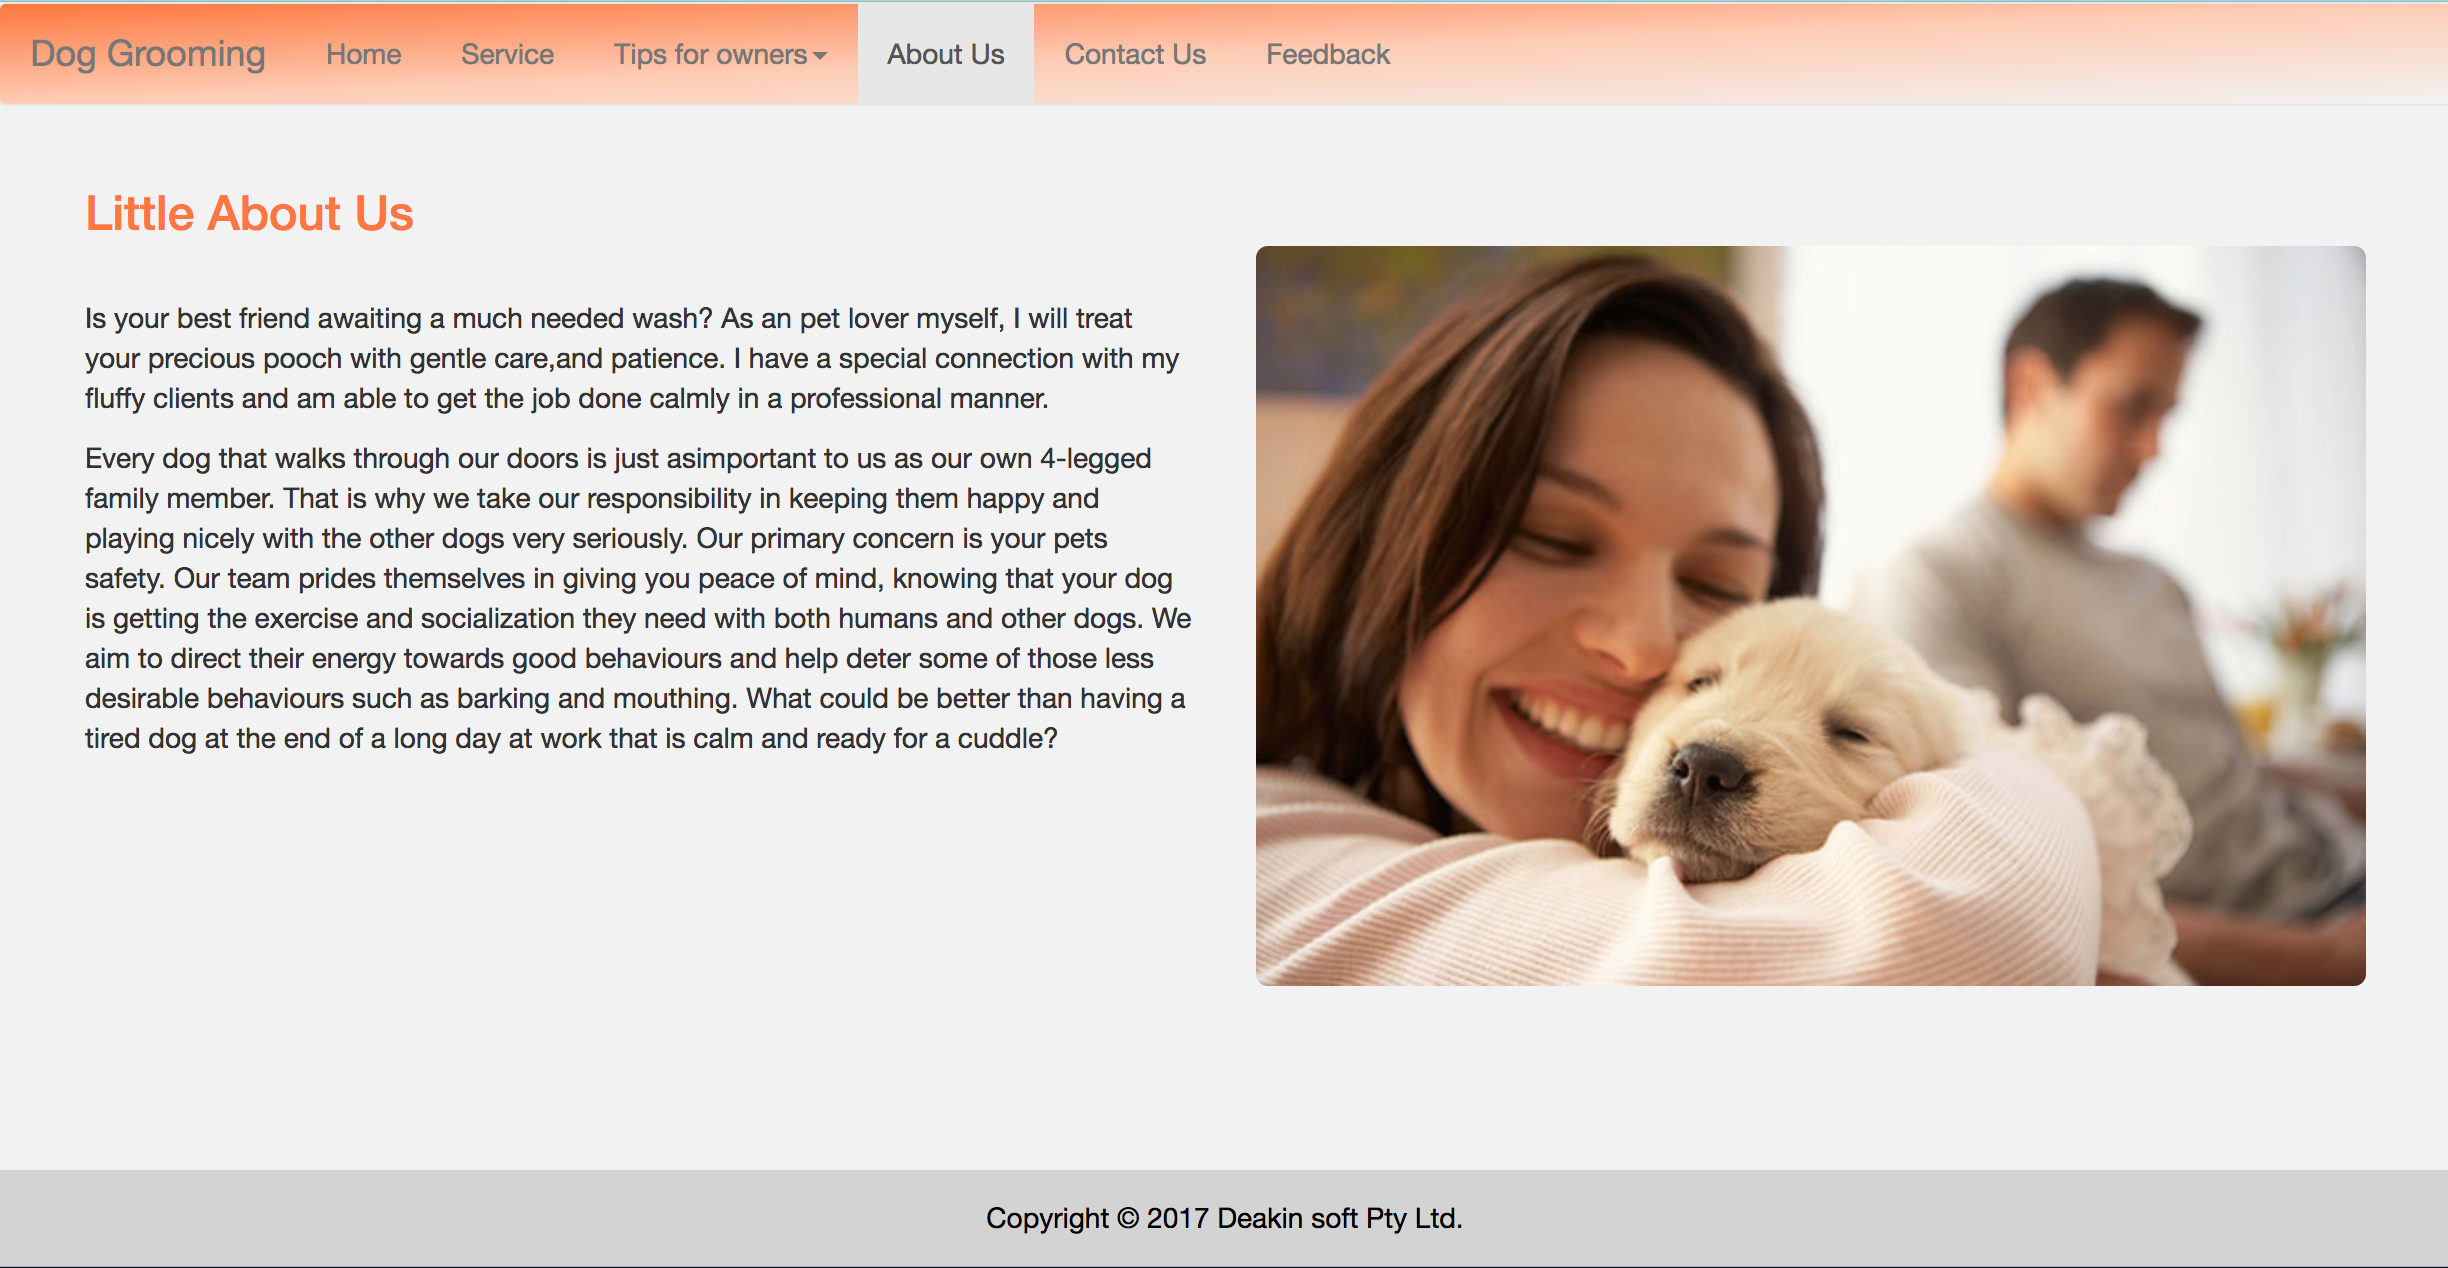 Dog Grooming Home Service Tips for owners About Us Contact Us Feedback
Little About Us
Is your best friend awaiting a much needed wash? As an pet lover myself, I will treat
your precious pooch with gentle care,and patience. I have a special connection with my
fluffy clients and am able to get the job done calmly in a professional manner.
Every dog that walks through our doors is just asimportant to us as our own 4-legged
family member. That is why we take our responsibility in keeping them happy and
playing nicely with the other dogs very seriously. Our primary concern is your pets
safety. Our team prides themselves in giving you peace of mind, knowing that your dog
is getting the exercise and socialization they need with both humans and other dogs. We
aim to direct their energy towards good behaviours and help deter some of those less
desirable behaviours such as barking and mouthing. What could be better than having a
tired dog at the end of a long day at work that is calm and ready for a cuddle?
Copyright © 2017 Deakin soft Pty Ltd.